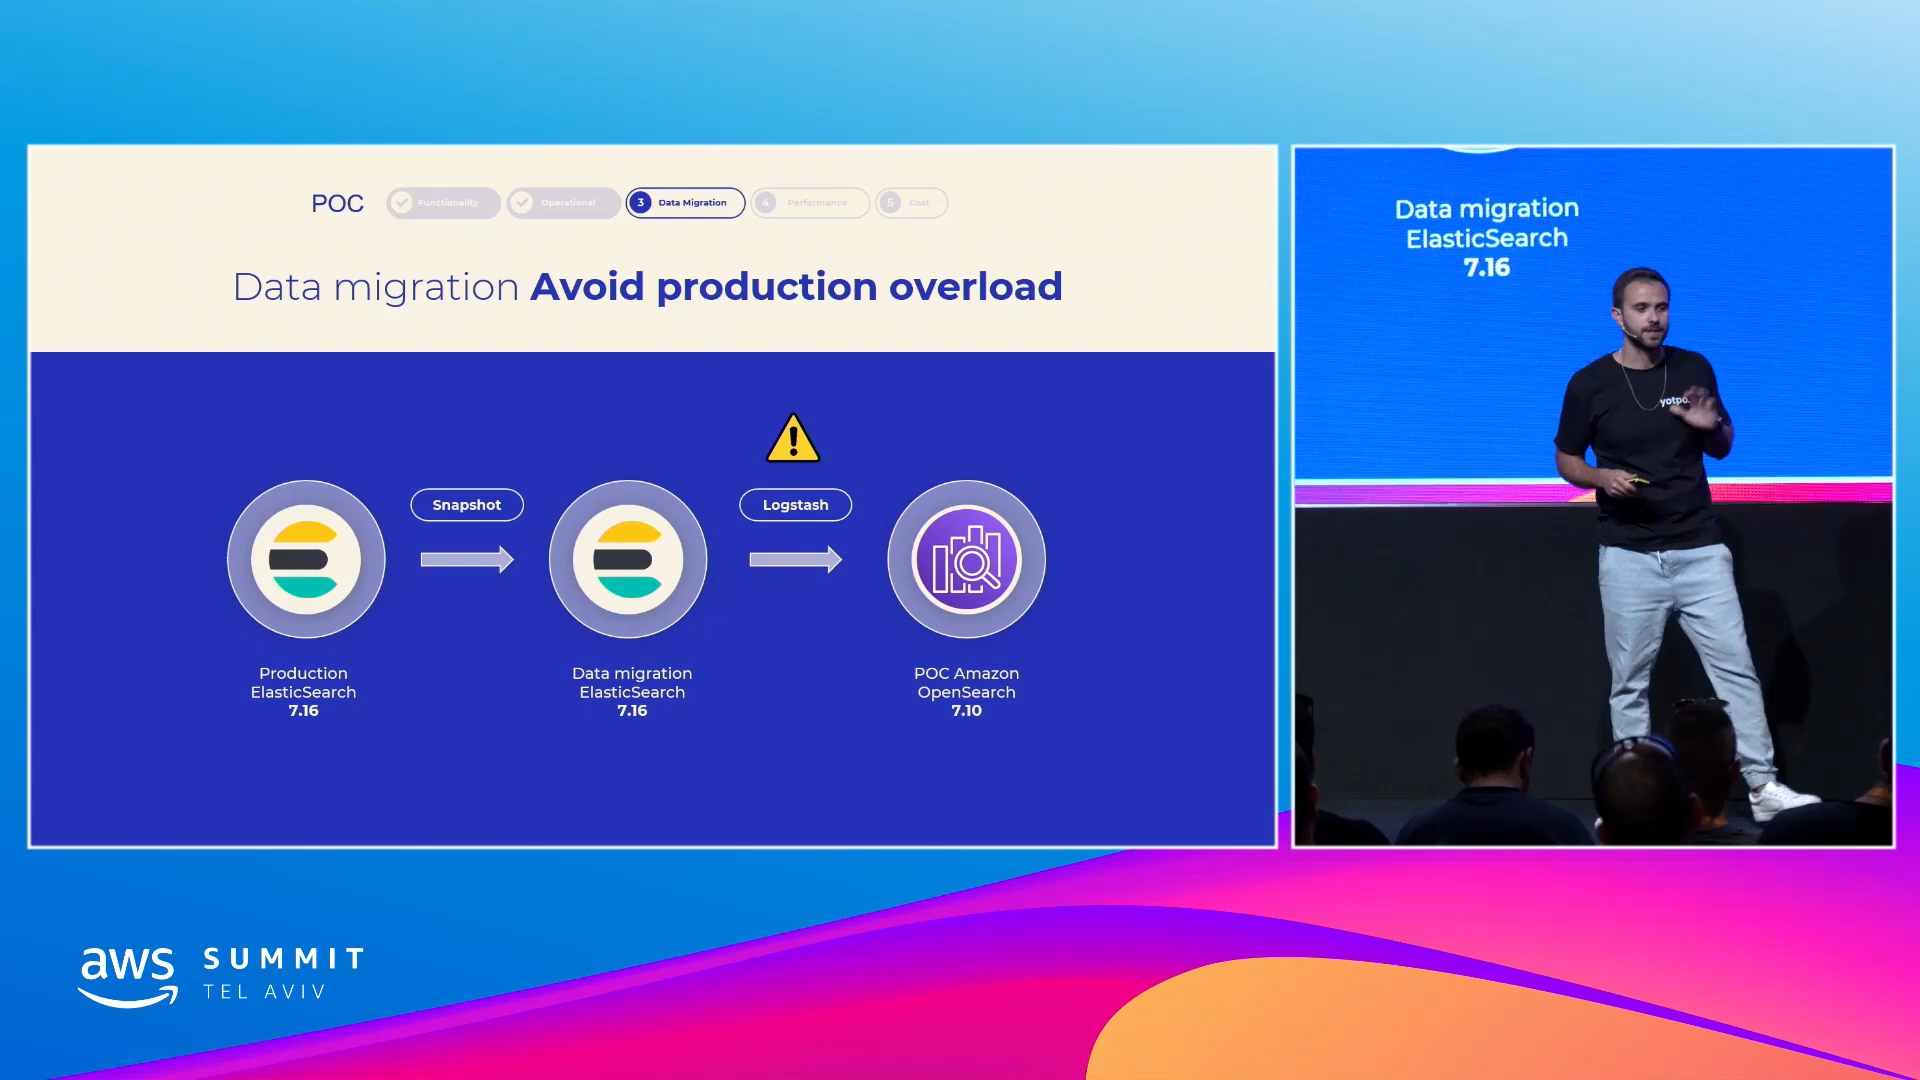 POC
Functionality
Operational
3 Data Migration
4 Performance
5 Cost
Data migration Avoid production overload
Snapshot
Logstash
Production
ElasticSearch
7.16
Data migration
ElasticSearch
7.16
POC Amazon
OpenSearch
7.10
Data migration
ElasticSearch
7.16
yotpo.
aws SUMMIT
TEL AVIV